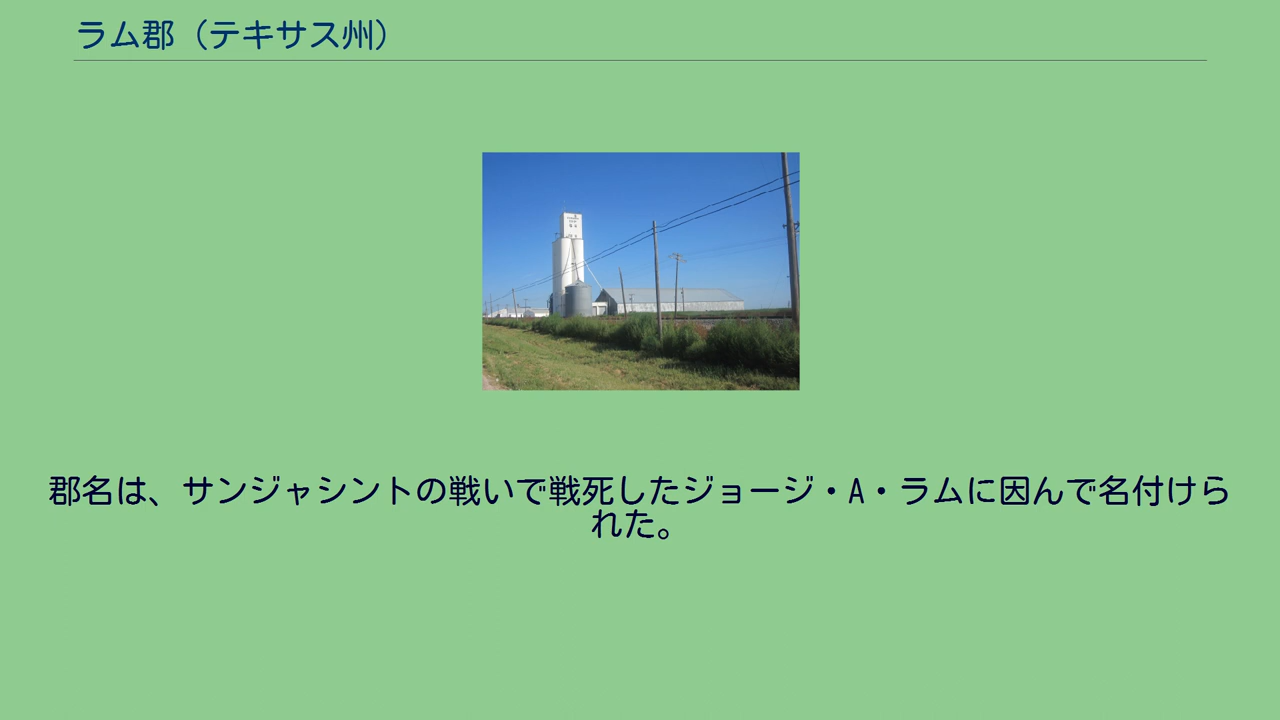 ラム郡（テキサス州）
郡名は、サンジャシントの戦いで戦死したジョージ・A・ラムに因んで名付けら
れた。